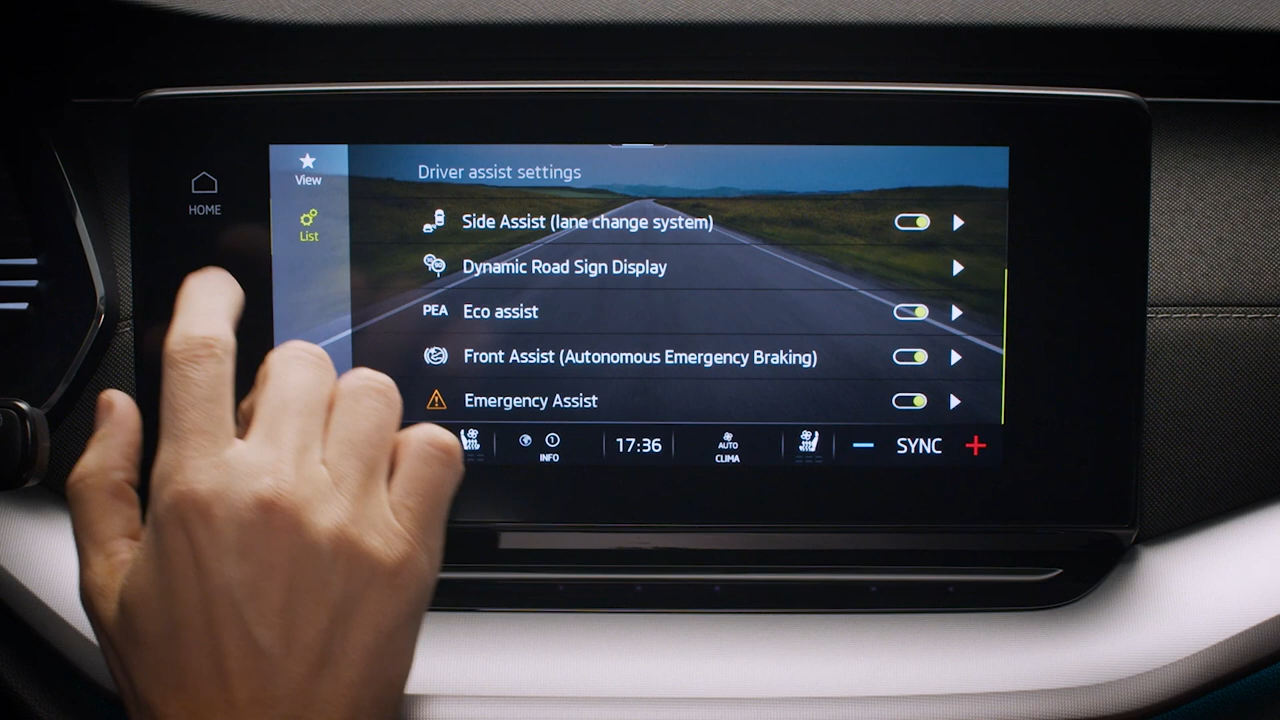 HOME
View
List
Driver assist settings
Side Assist (lane change system)
Dynamic Road Sign Display
PEA Eco assist
Front Assist (Autonomous Emergency Braking)
Emergency Assist
1
INFO
17:36
AUTO
CLIMA
SYNC